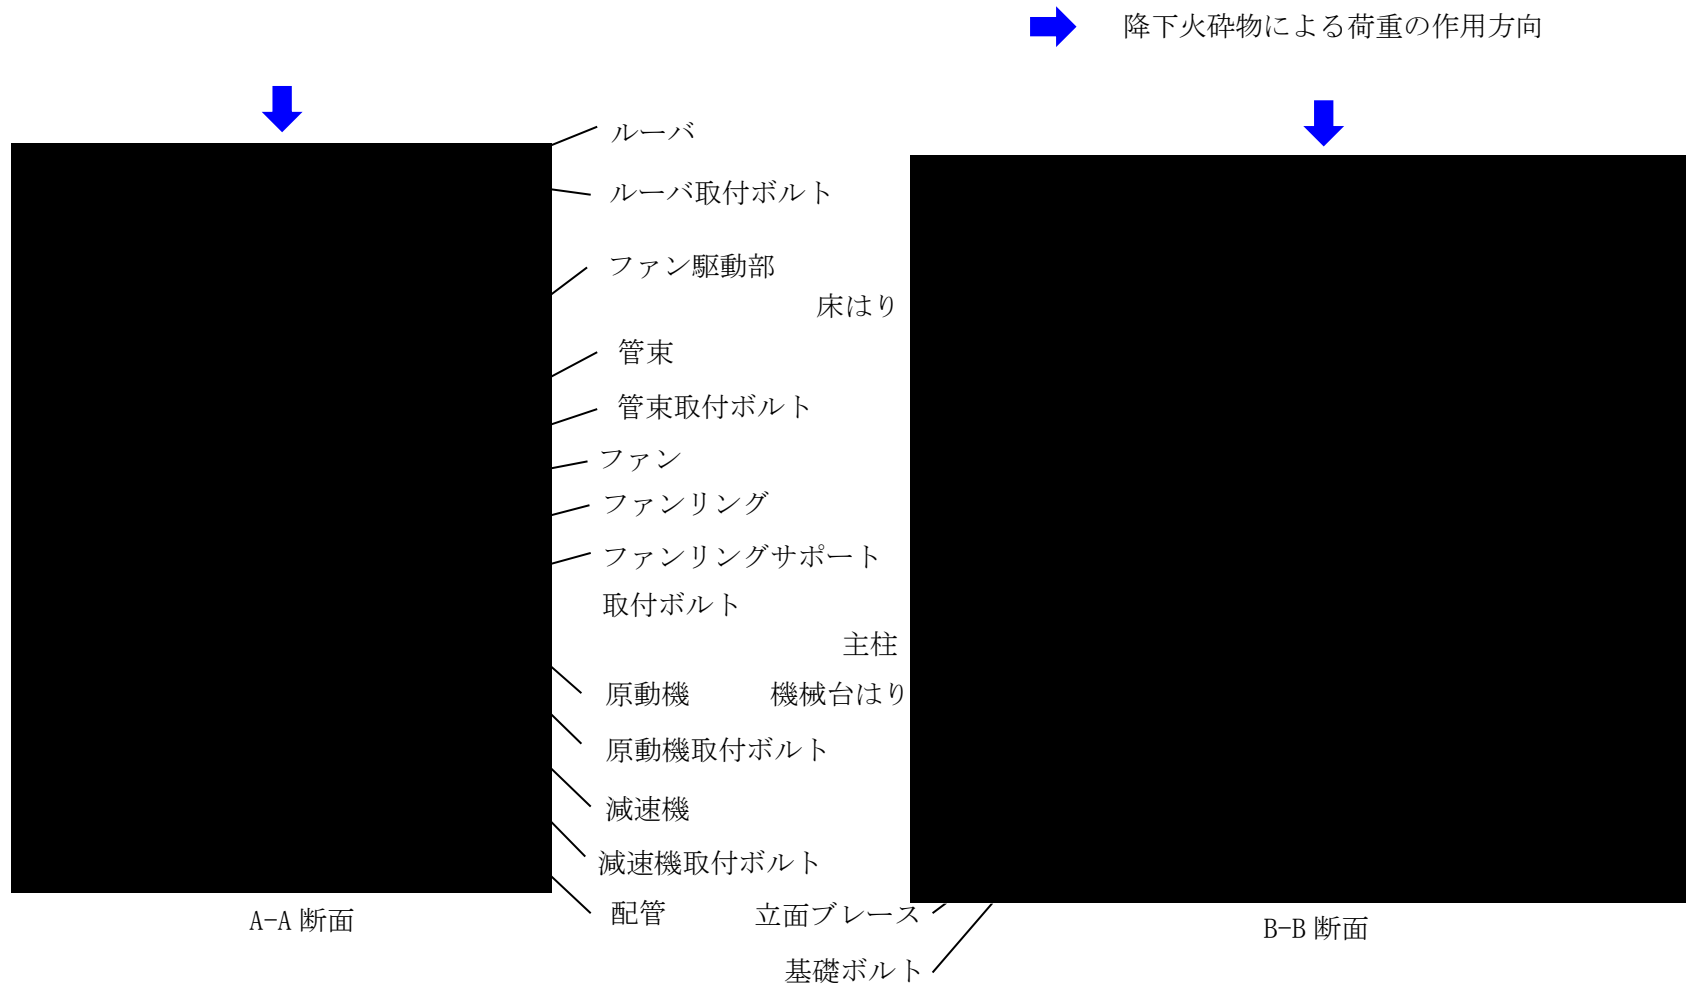 降下火砕物による荷重の作用方向
ルーバ
ルーバ取付ボルト
ファン駆動部
床はり
管束
管束取付ボルト
ファン
ファンリング
ファンリングサポート
取付ボルト
主柱
原動機
機械台はり
原動機取付ボルト
減速機
減速機取付ボルト
配管
立面ブレース
A-A 断面
B-B 断面
基礎ボルト